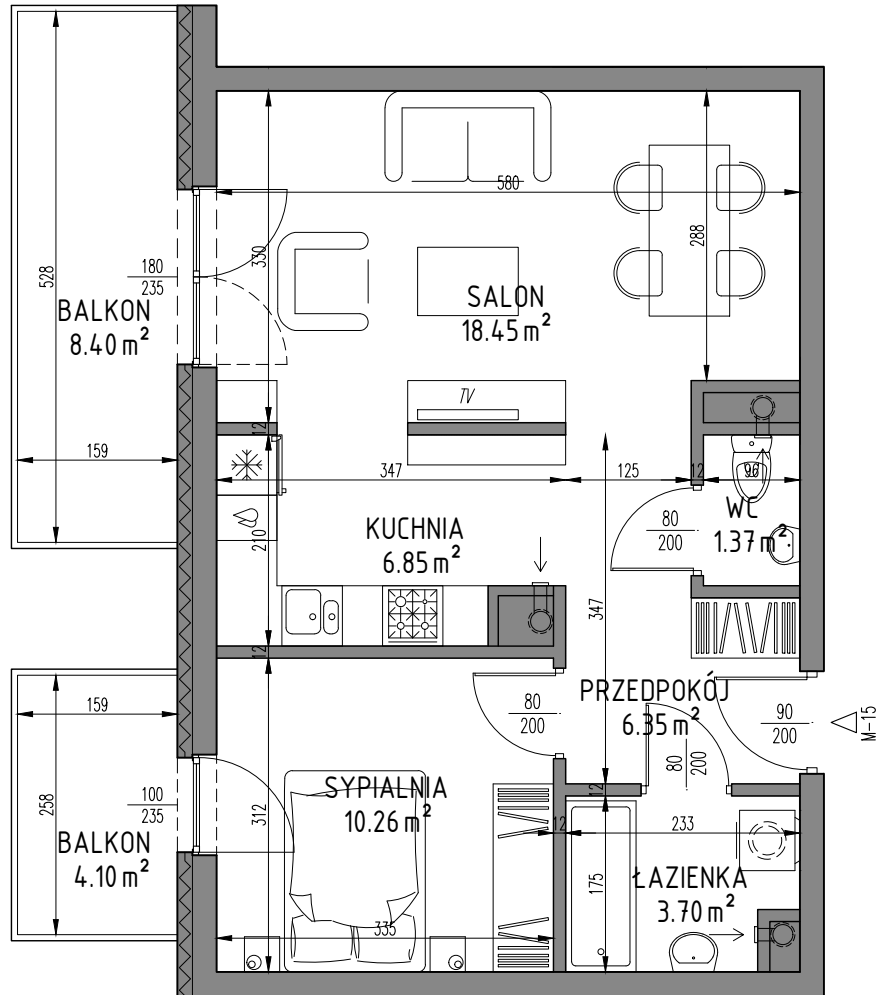 580
330
288
528
180
235
BALKON
8.40 m²
SALON
18.45 m²
TV
12
159
347
125
12
96
WC
1.37 m²
80
200
KUCHNIA
6.85 m²
210
347
12
159
PRZEDPOKÓJ
6.35 m²
80
200
80
200
90
200
M-15
258
100
235
BALKON
4.10 m²
312
SYPIALNIA
10.26 m²
12
12
233
175
ŁAZIENKA
3.70 m²
335